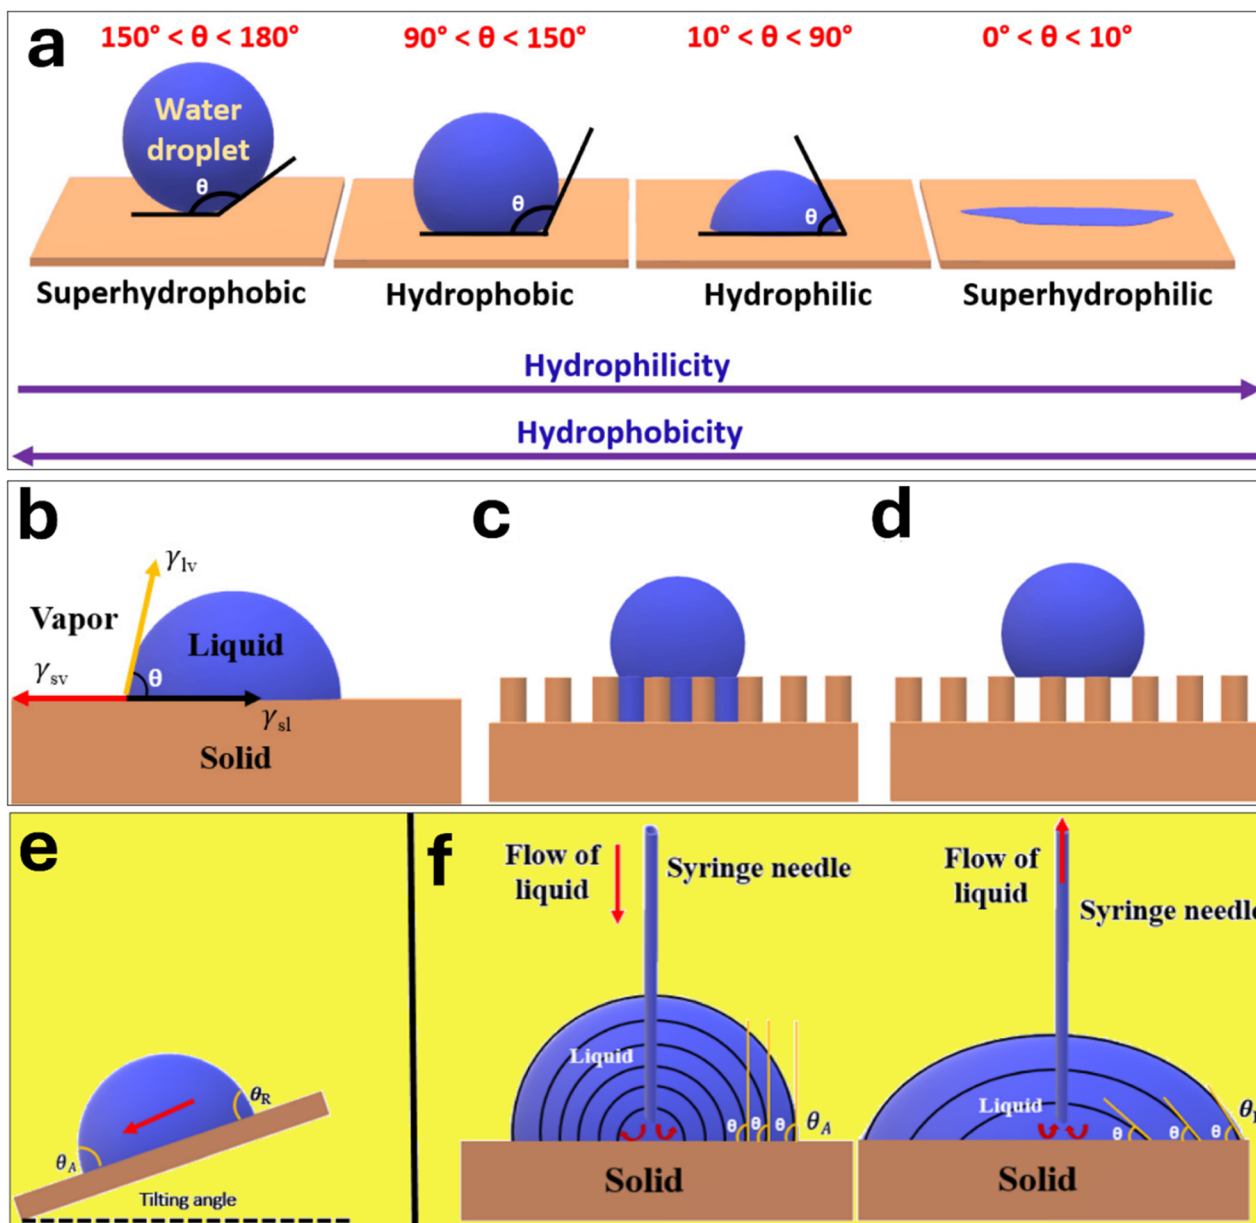 a
150° < θ < 180°
90° < θ < 150°
10° < θ < 90°
0° < θ < 10°
Water
droplet
θ
θ
θ
Superhydrophobic
Hydrophobic
Hydrophilic
Superhydrophilic
Hydrophilicity
Hydrophobicity
b
γlv
Vapor
Liquid
γsv
θ
γsl
Solid
c
d
e
θR
θA
Tilting angle
f
Flow of
liquid
Syringe needle
Liquid
θ
θ
θ
θA
Solid
Flow of
liquid
Syringe needle
Liquid
θ
θ
θ
Solid